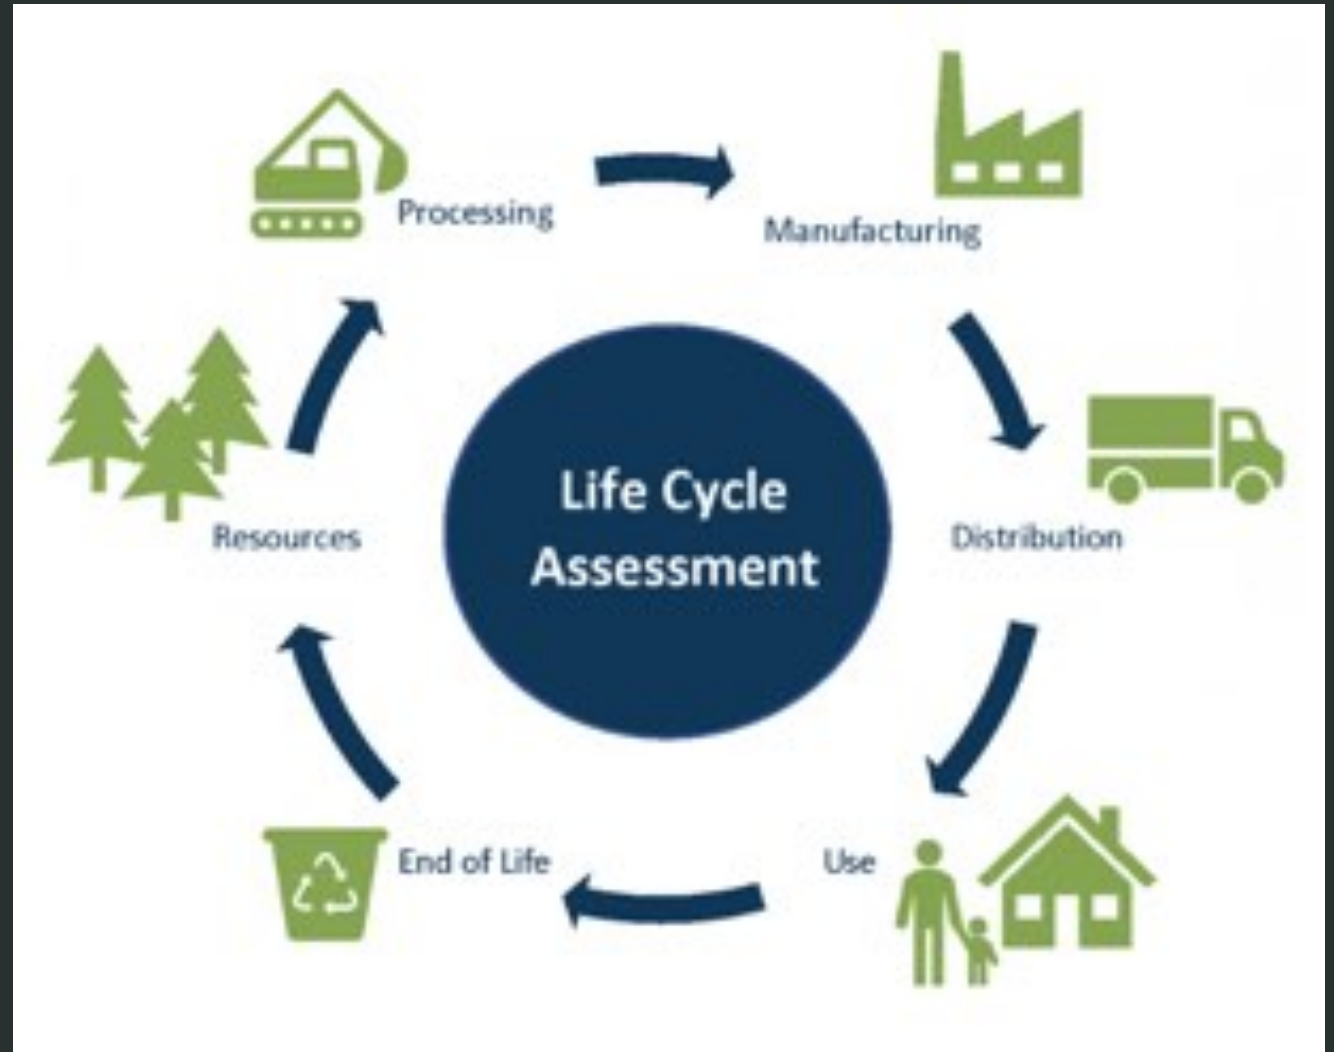 Processing
Manufacturing
Resources
Life Cycle
Assessment
Distribution
End of Life
Use